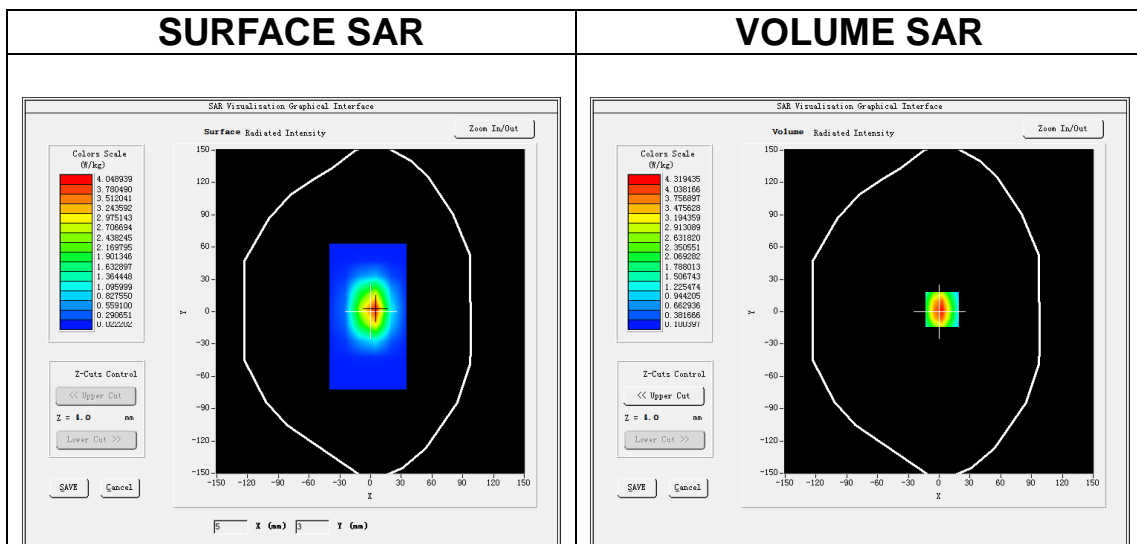 SURFACE SAR
VOLUME SAR
SAR Visualisation Graphical Interface
Surface Radiated Intensity
Zoom In/Out
Colors Scale
(W/kg)
4.048939
3.780490
3.512041
3.243592
2.975143
2.706694
2.438245
2.169795
1.901346
1.632897
1.364448
1.095999
0.827550
0.559100
0.290651
0.022202
Z-Cuts Control
<< Upper Cut
Z = 4.0 mm
Lower Cut >>
SAVE
Cancel
150
120
90
60
30
0
-30
-60
-90
-120
-150
Y
-150 -120 -90 -60 -30 0 30 60 90 120 150
X
5 X (mm) 3 Y (mm)
SAR Visualisation Graphical Interface
Volume Radiated Intensity
Zoom In/Out
Colors Scale
(W/kg)
4.319435
4.038166
3.756897
3.475628
3.194359
2.913089
2.631820
2.350551
2.069282
1.788013
1.506743
1.225474
0.944205
0.662936
0.381666
0.100397
Z-Cuts Control
<< Upper Cut
Z = 4.0 mm
Lower Cut >>
SAVE
Cancel
150
120
90
60
30
0
-30
-60
-90
-120
-150
Y
-150 -120 -90 -60 -30 0 30 60 90 120 150
X